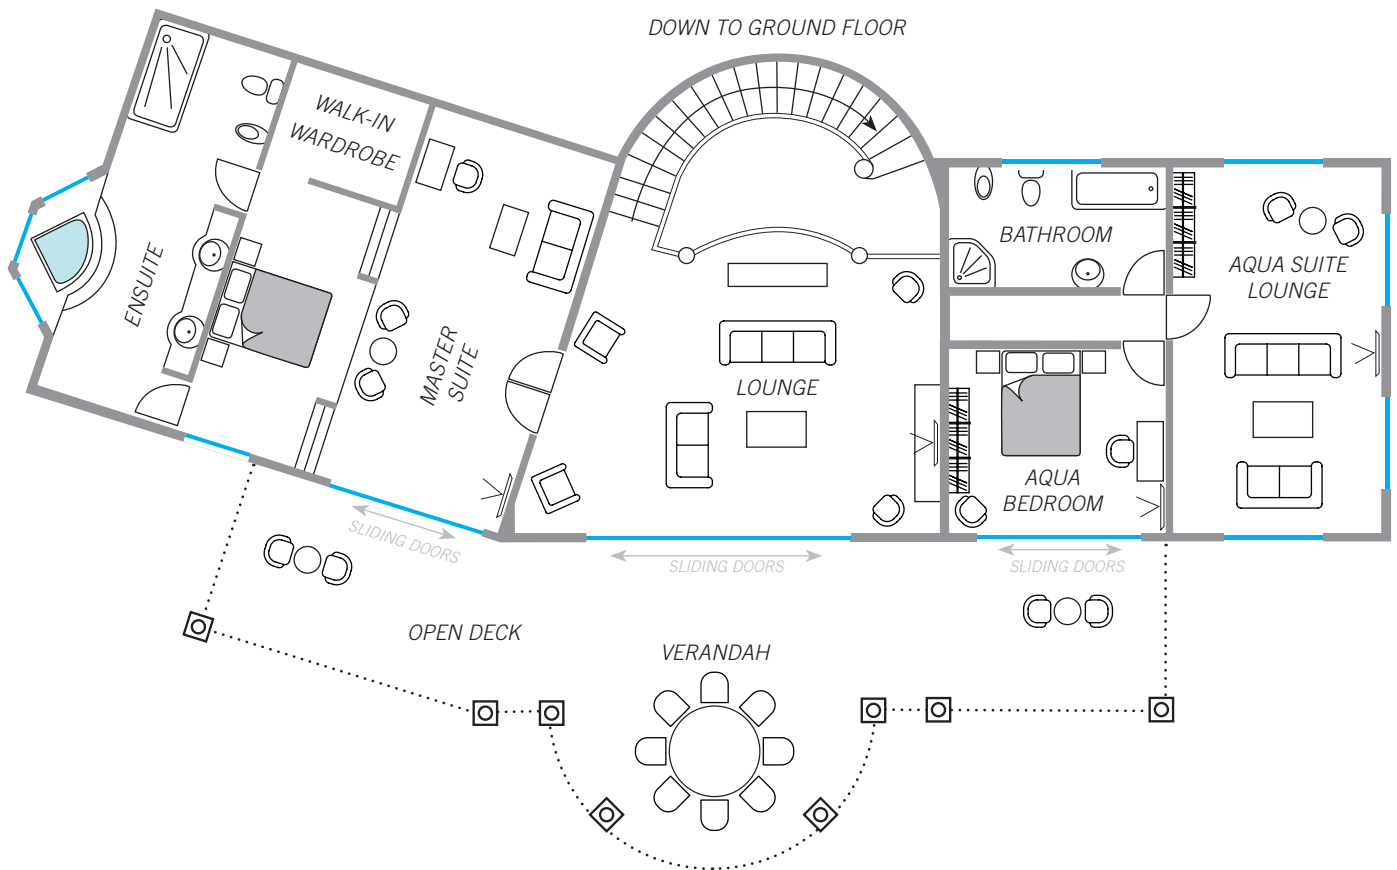 DOWN TO GROUND FLOOR
WALK-IN
WARDROBE
ENSUITE
MASTER
SUITE
LOUNGE
BATHROOM
AQUA SUITE
LOUNGE
AQUA
BEDROOM
SLIDING DOORS
SLIDING DOORS
SLIDING DOORS
OPEN DECK
VERANDAH